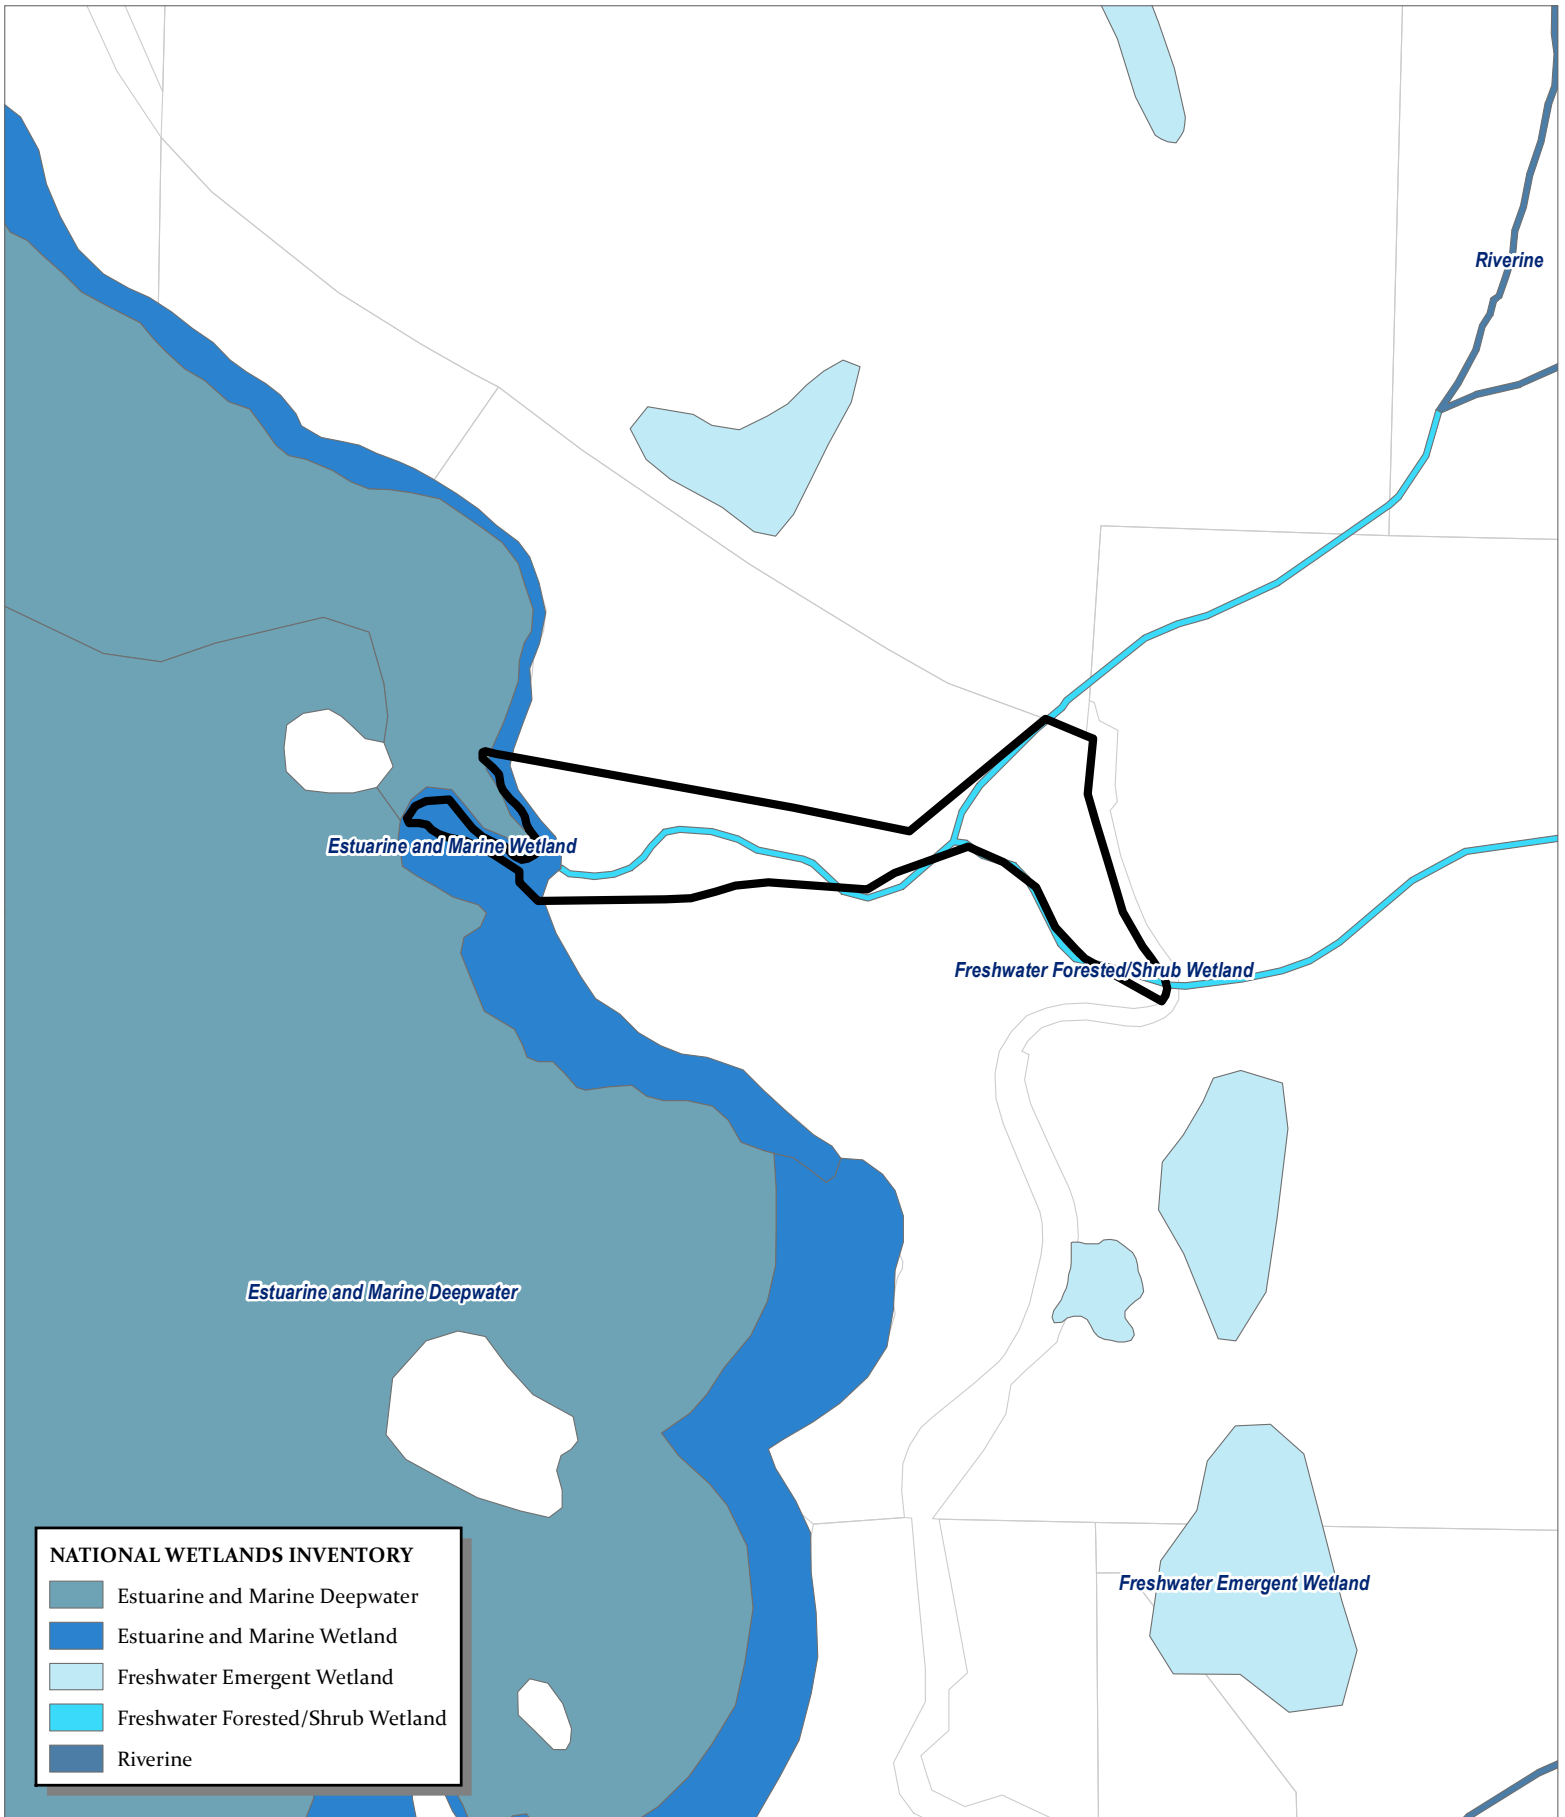 Riverine
Estuarine and Marine Wetland
Freshwater Forested/Shrub Wetland
Estuarine and Marine Deepwater
Freshwater Emergent Wetland
NATIONAL WETLANDS INVENTORY
Estuarine and Marine Deepwater
Estuarine and Marine Wetland
Freshwater Emergent Wetland
Freshwater Forested/Shrub Wetland
Riverine